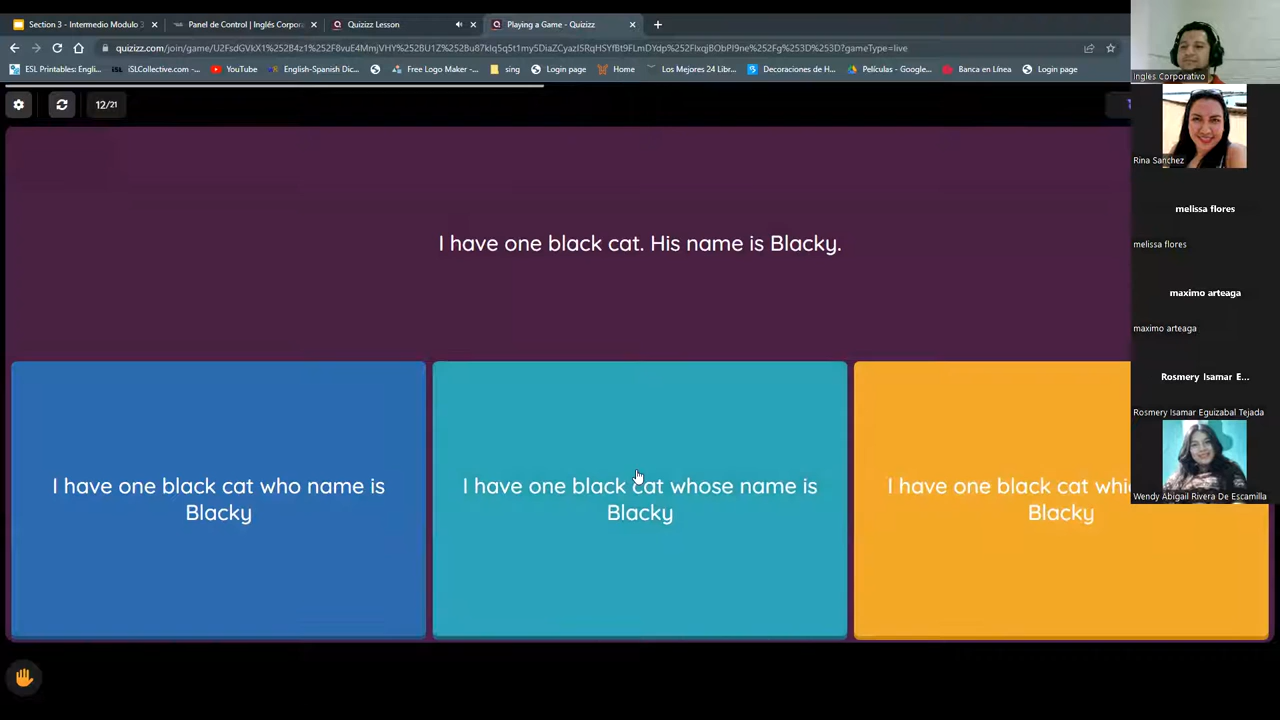 Section 3 - Intermedio Modulo 3
Panel de Control | Inglés Corpora
Quizizz Lesson
Playing a Game - Quizizz
ESL Printables: Engli...
iSLCollective.com -...
YouTube
English-Spanish Dic...
Free Logo Maker -...
sing
Login page
Home
Los Mejores 24 Libr...
Decoraciones de H...
Películas - Google...
Banca en Línea
Login page
12/21
I have one black cat. His name is Blacky.
I have one black cat who name is
Blacky
I have one black cat whose name is
Blacky
I have one black cat
Blacky
Ingles Corporativo
Rina Sanchez
melissa flores
melissa flores
maximo arteaga
maximo arteaga
Rosmery Isamar E...
Rosmery Isamar Eguizabal Tejada
Wendy Abigail Rivera De Escamilla